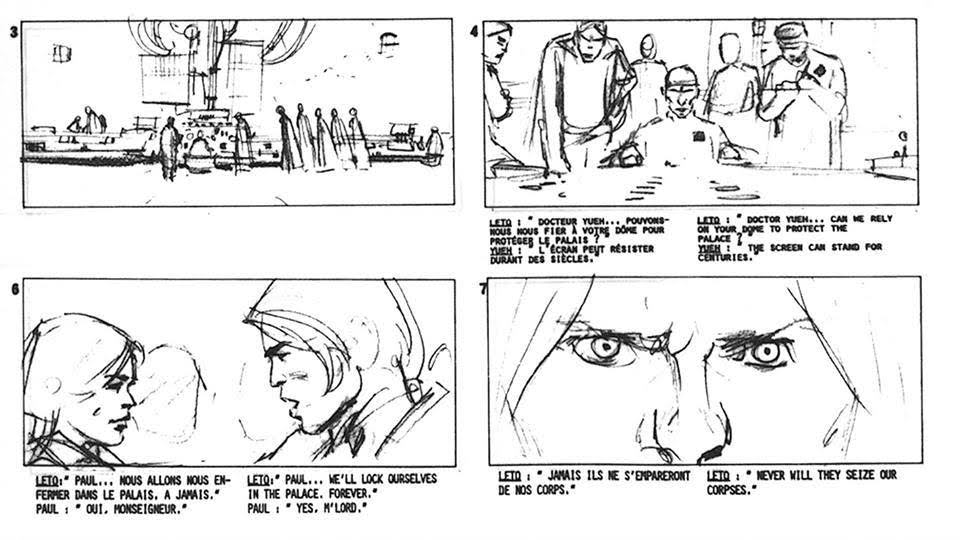 3
4
LETO : " DOCTEUR YUEH... POUVONS-
NOUS NOUS FIER À VOTRE DÔME POUR
PROTÉGER LE PALAIS ? "
YUEH : " L'ÉCRAN PEUT RÉSISTER
DURANT DES SIÈCLES."
LETO : " DOCTOR YUEH... CAN WE RELY
ON YOUR DOME TO PROTECT THE
PALACE ? "
YUEH : " THE SCREEN CAN STAND FOR
CENTURIES."
6
7
LETO:" PAUL... NOUS ALLONS NOUS EN-
FERMER DANS LE PALAIS, A JAMAIS."
PAUL : " OUI, MONSEIGNEUR."
LETO:" PAUL... WE'LL LOCK OURSELVES
IN THE PALACE. FOREVER."
PAUL : " YES, M'LORD."
LETO : " JAMAIS ILS NE S'EMPARERONT
DE NOS CORPS."
LETO : " NEVER WILL THEY SEIZE OUR
CORPSES."